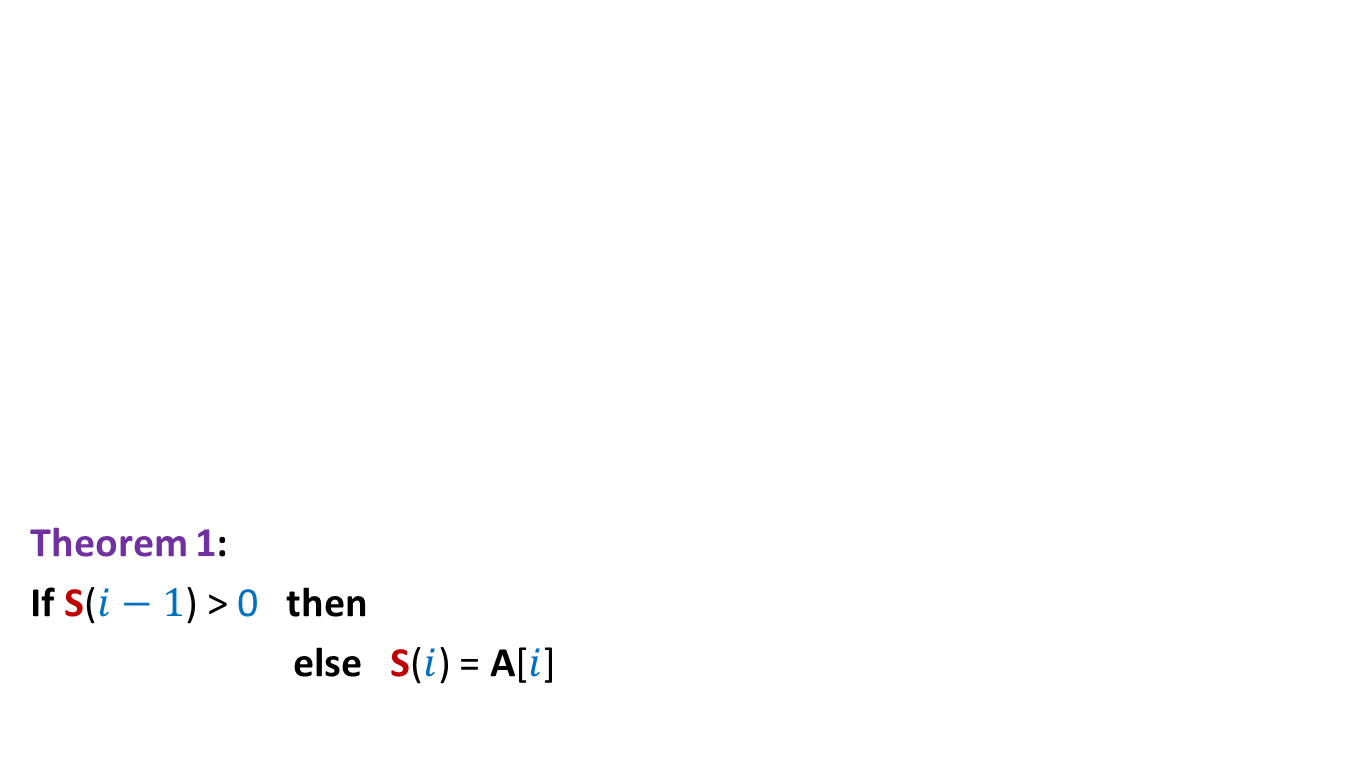 Theorem 1:
If S(i − 1) > 0 then
else S(i) = A[i]